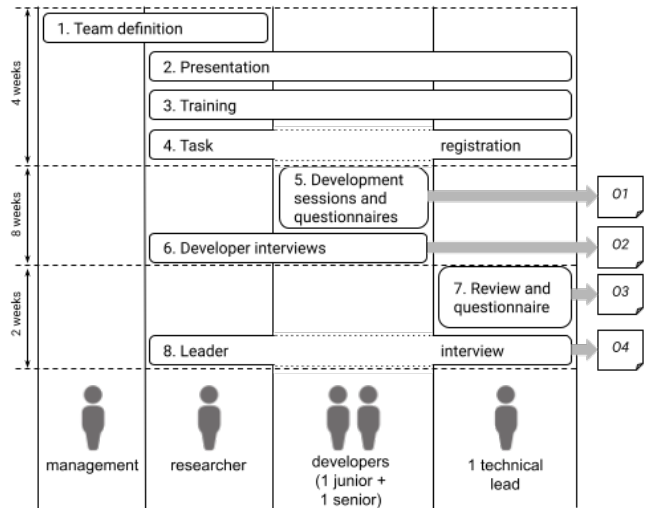 4 weeks
1. Team definition
2. Presentation
3. Training
4. Task registration
8 weeks
5. Development
sessions and
questionnaires
O1
6. Developer interviews
O2
2 weeks
7. Review and
questionnaire
O3
8. Leader interview
O4
management
researcher
developers
(1 junior +
1 senior)
1 technical
lead